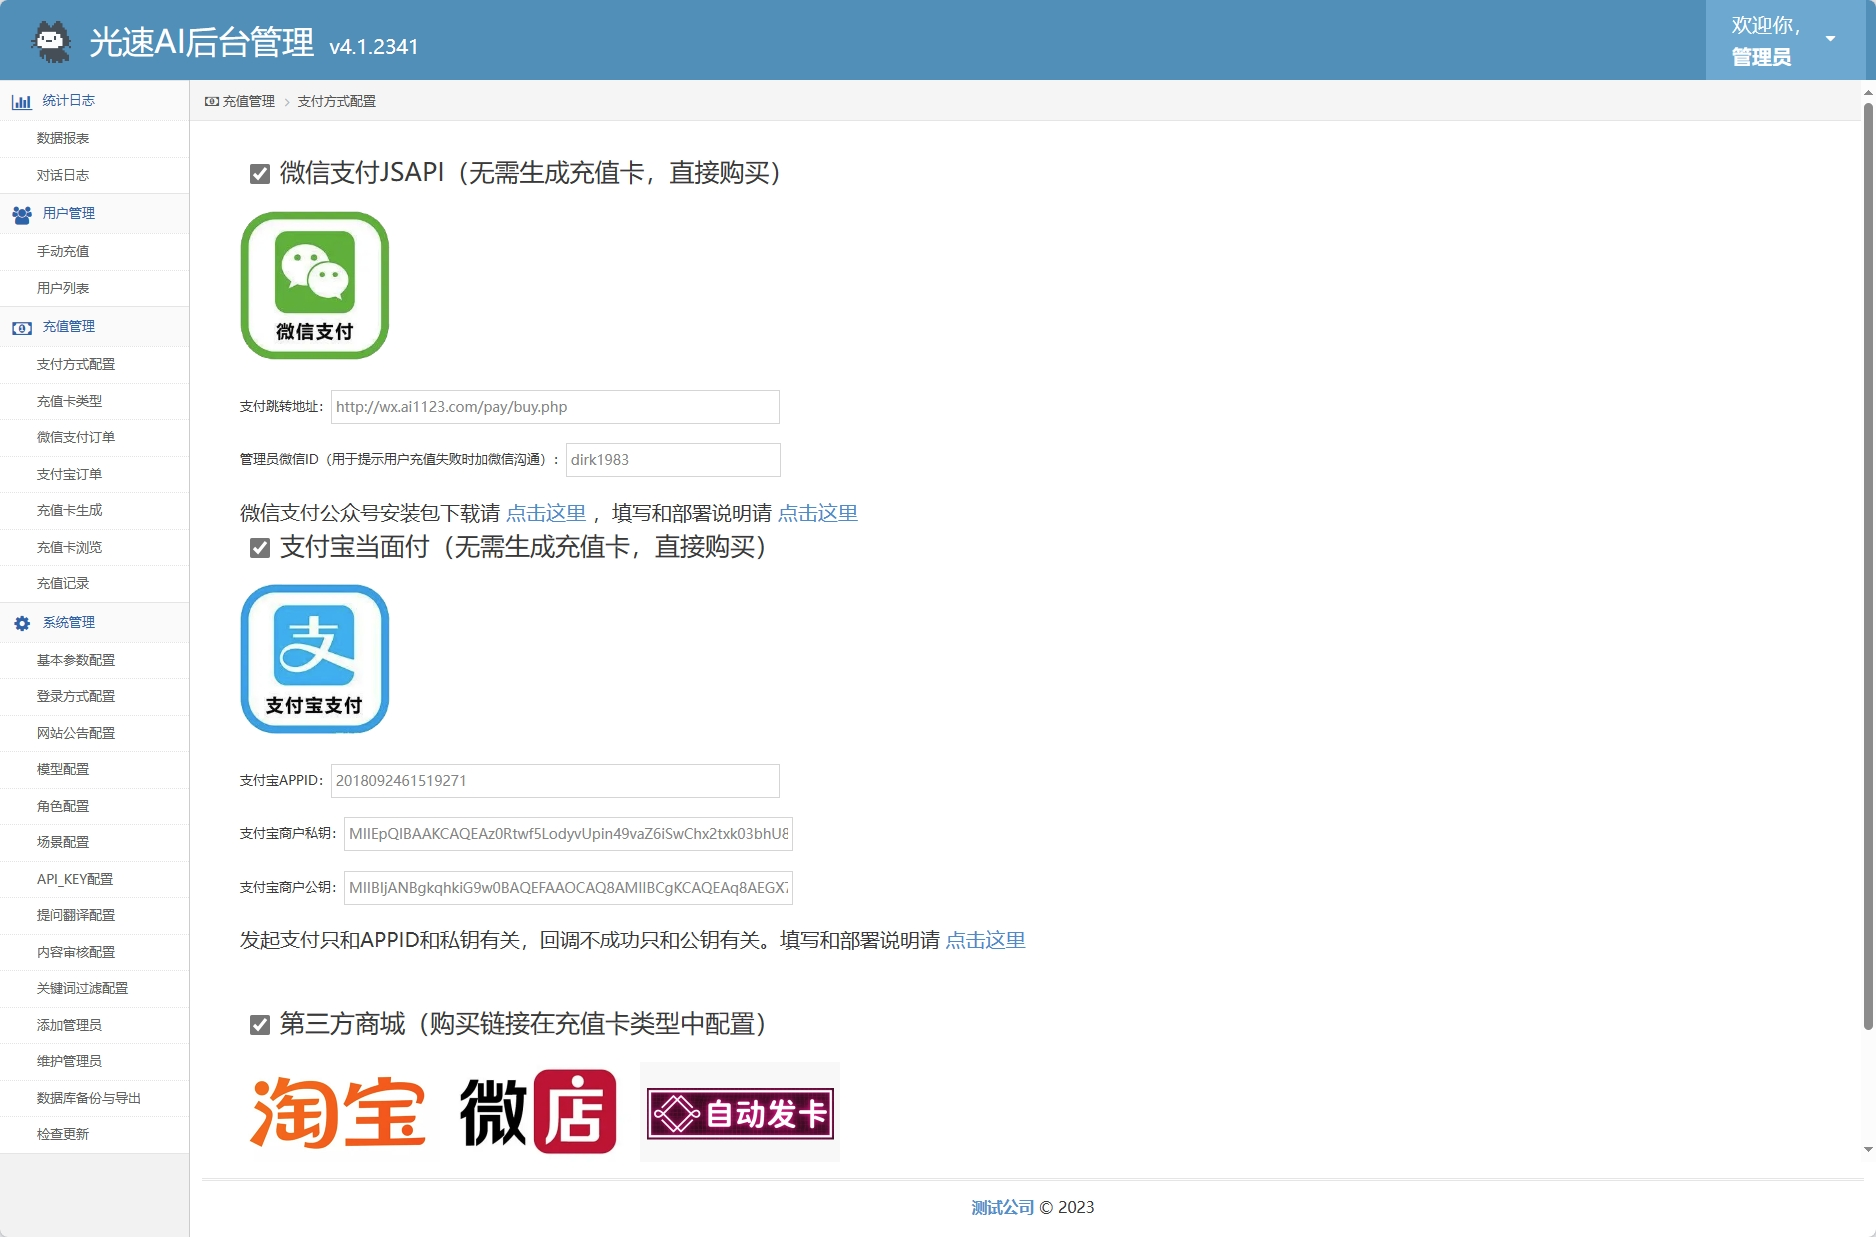 光速AI后台管理 v4.1.2341
欢迎你,
管理员
统计日志
数据报表
对话日志
用户管理
手动充值
用户列表
充值管理
支付方式配置
充值卡类型
微信支付订单
支付宝订单
充值卡生成
充值卡浏览
充值记录
系统管理
基本参数配置
登录方式配置
网站公告配置
模型配置
角色配置
场景配置
API_KEY配置
提问翻译配置
内容审核配置
关键词过滤配置
添加管理员
维护管理员
数据库备份与导出
检查更新
充值管理 > 支付方式配置
微信支付JSAPI（无需生成充值卡，直接购买）
微信支付
支付跳转地址： http://wx.ai1123.com/pay/buy.php
管理员微信ID（用于提示用户充值失败时加微信沟通）： dirk1983
微信支付公众号安装包下载请 点击这里 ，填写和部署说明请 点击这里
支付宝当面付（无需生成充值卡，直接购买）
支
支付宝支付
支付宝APPID： 2018092461519271
支付宝商户私钥： MIIEpQIBAAKCAQEAz0Rtwf5LodyvUpin49vaZ6iSwChx2txk03bhU8
支付宝商户公钥： MIIBIjANBgkqhkiG9w0BAQEFAAOCAQ8AMIIBCgKCAQEAq8AEGX
发起支付只和APPID和私钥有关，回调不成功只和公钥有关。填写和部署说明请 点击这里
第三方商城（购买链接在充值卡类型中配置）
淘宝 微店 自动发卡
测试公司 © 2023